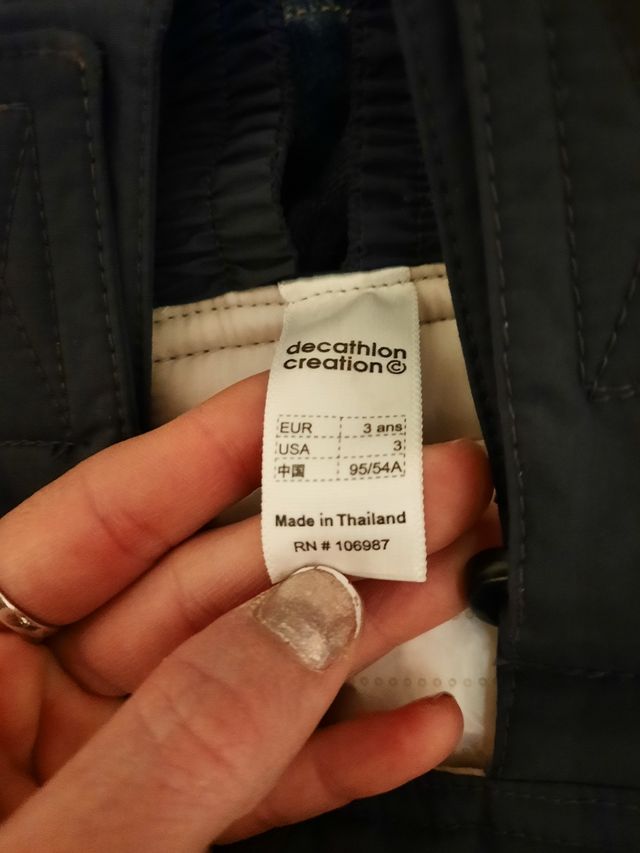 decathlon
creation ©
EUR 3 ans
USA 3
中国 95/54A
Made in Thailand
RN # 106987